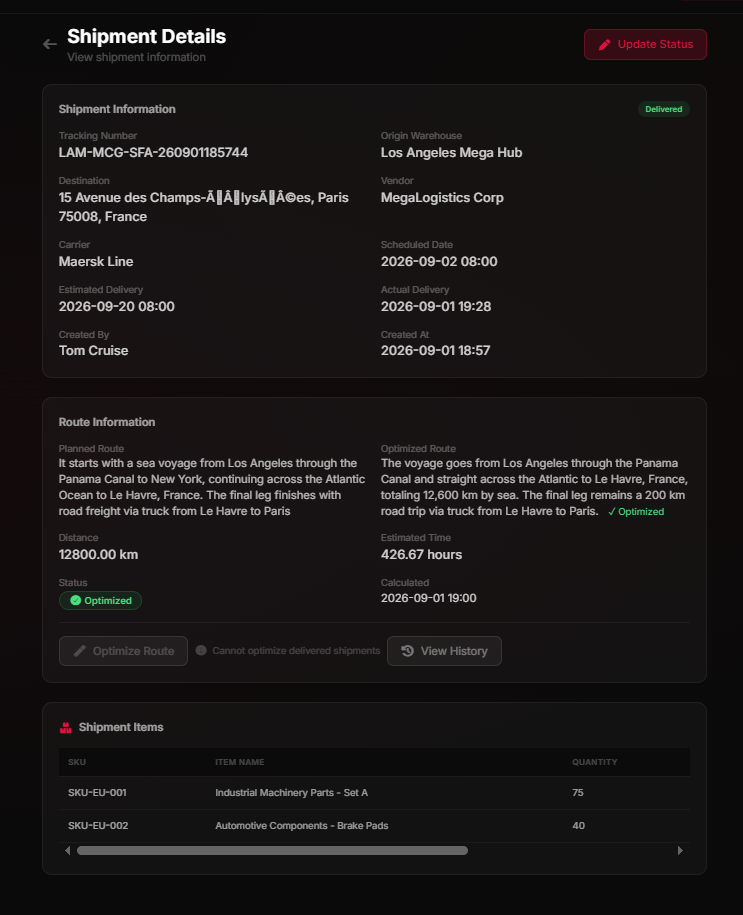 Shipment Details
View shipment information
Update Status
Shipment Information
Delivered
Tracking Number
LAM-MCG-SFA-260901185744
Origin Warehouse
Los Angeles Mega Hub
Destination
15 Avenue des Champs-Ã Â lysÃ Â©es, Paris
75008, France
Vendor
MegaLogistics Corp
Carrier
Maersk Line
Scheduled Date
2026-09-02 08:00
Estimated Delivery
2026-09-20 08:00
Actual Delivery
2026-09-01 19:28
Created By
Tom Cruise
Created At
2026-09-01 18:57
Route Information
Planned Route
It starts with a sea voyage from Los Angeles through the
Panama Canal to New York, continuing across the Atlantic
Ocean to Le Havre, France. The final leg finishes with
road freight via truck from Le Havre to Paris
Optimized Route
The voyage goes from Los Angeles through the Panama
Canal and straight across the Atlantic to Le Havre, France,
totaling 12,600 km by sea. The final leg remains a 200 km
road trip via truck from Le Havre to Paris. ✓ Optimized
Distance
12800.00 km
Estimated Time
426.67 hours
Status
Optimized
Calculated
2026-09-01 19:00
Optimize Route
Cannot optimize delivered shipments
View History
Shipment Items
SKU ITEM NAME QUANTITY
SKU-EU-001 Industrial Machinery Parts - Set A 75
SKU-EU-002 Automotive Components - Brake Pads 40